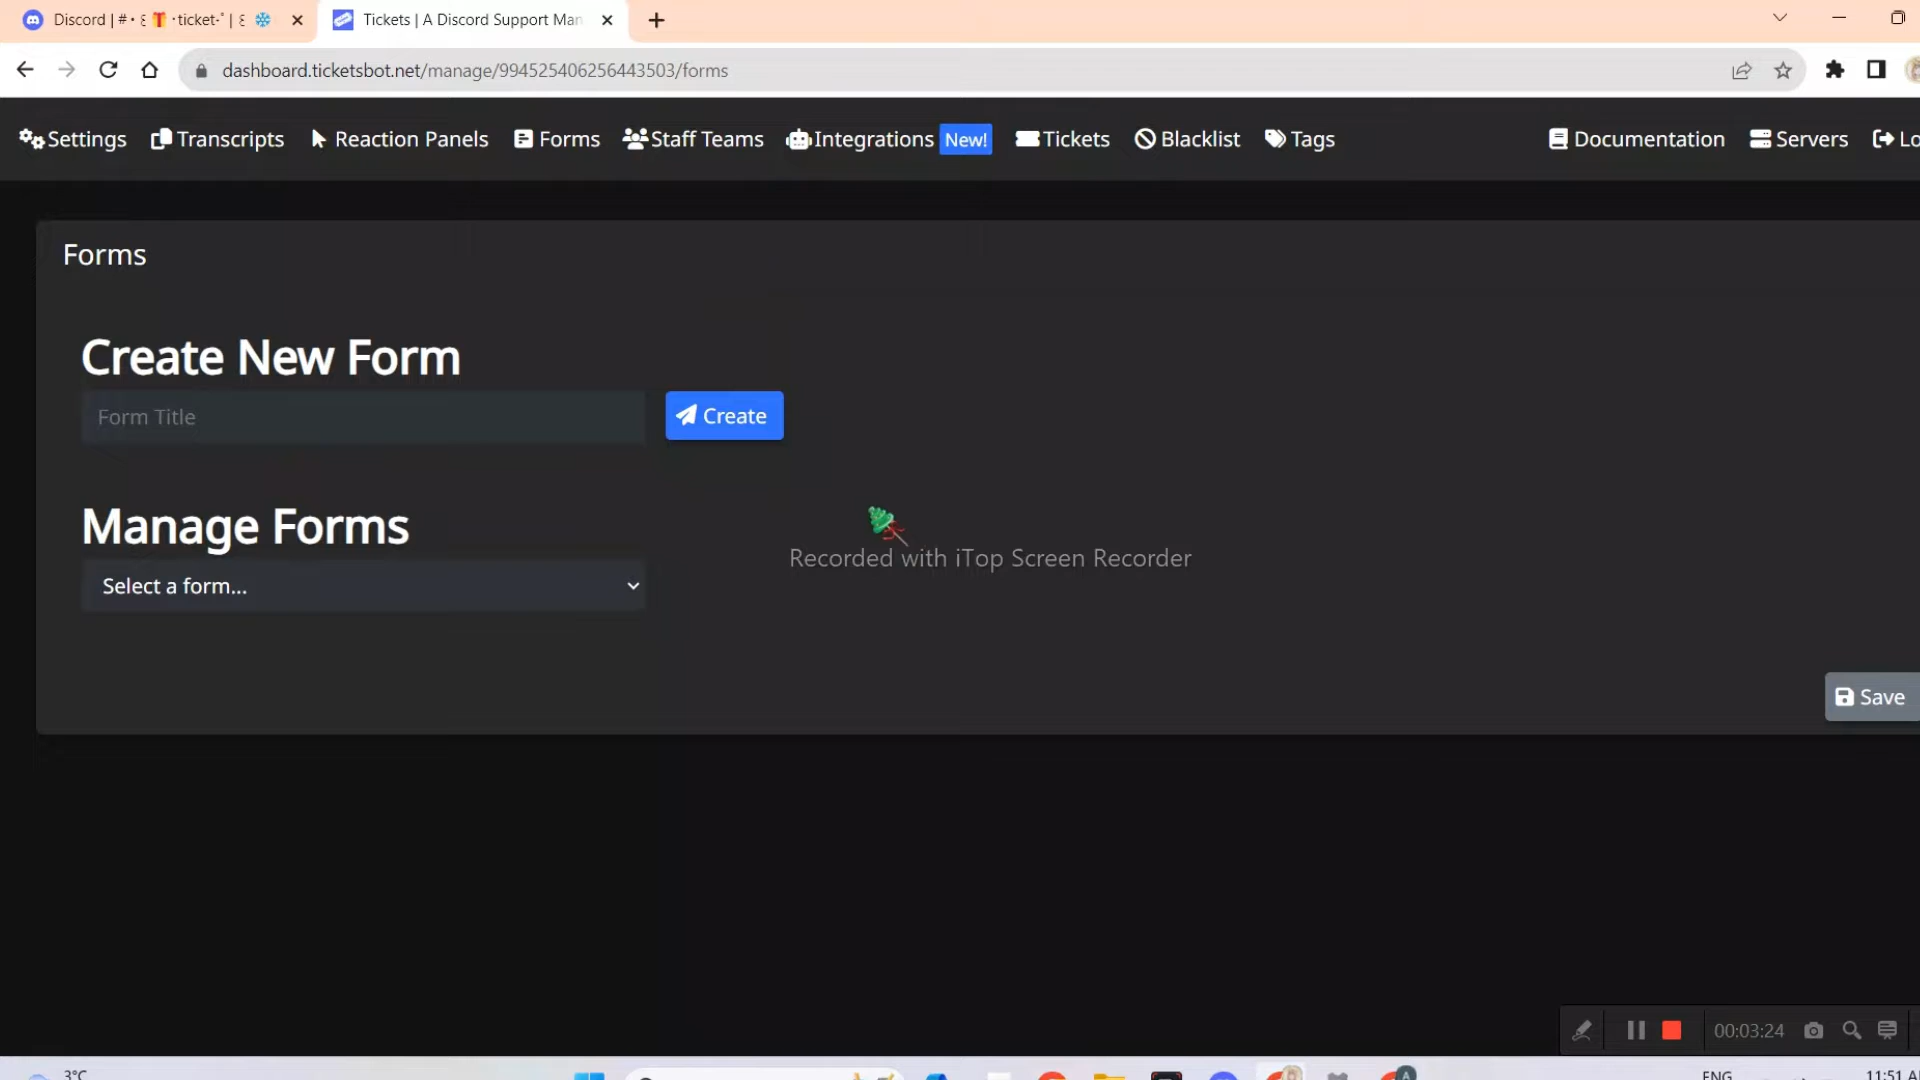 Discord | # • ꒰🎁・ticket-˚ | ꒰ ❄
Tickets | A Discord Support Man
dashboard.ticketsbot.net/manage/994525406256443503/forms
Settings Transcripts Reaction Panels Forms Staff Teams Integrations New! Tickets Blacklist Tags Documentation Servers Lo
Forms
Create New Form
Form Title
Create
Manage Forms
Recorded with iTop Screen Recorder
Select a form...
Save
00:03:24
3°C
ENG
11:51 A